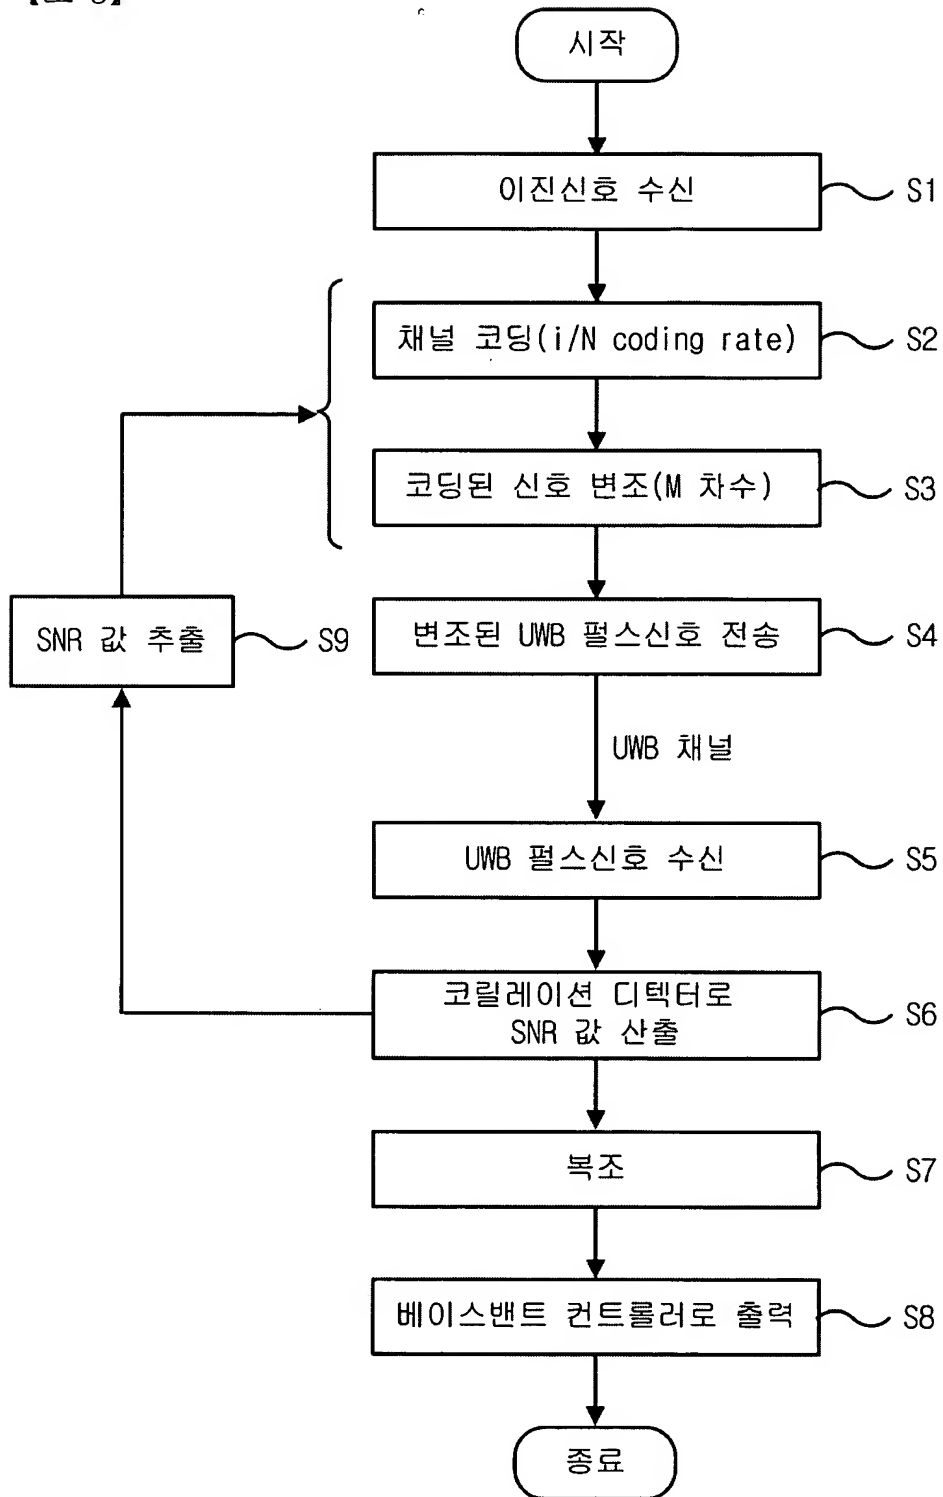 시작
이진신호 수신
S1
채널 코딩(i/N coding rate)
S2
코딩된 신호 변조(M 차수)
S3
SNR 값 추출
S9
변조된 UWB 펄스신호 전송
S4
UWB 채널
UWB 펄스신호 수신
S5
코릴레이션 디텍터로
SNR 값 산출
S6
복조
S7
베이스밴트 컨트롤러로 출력
S8
종료